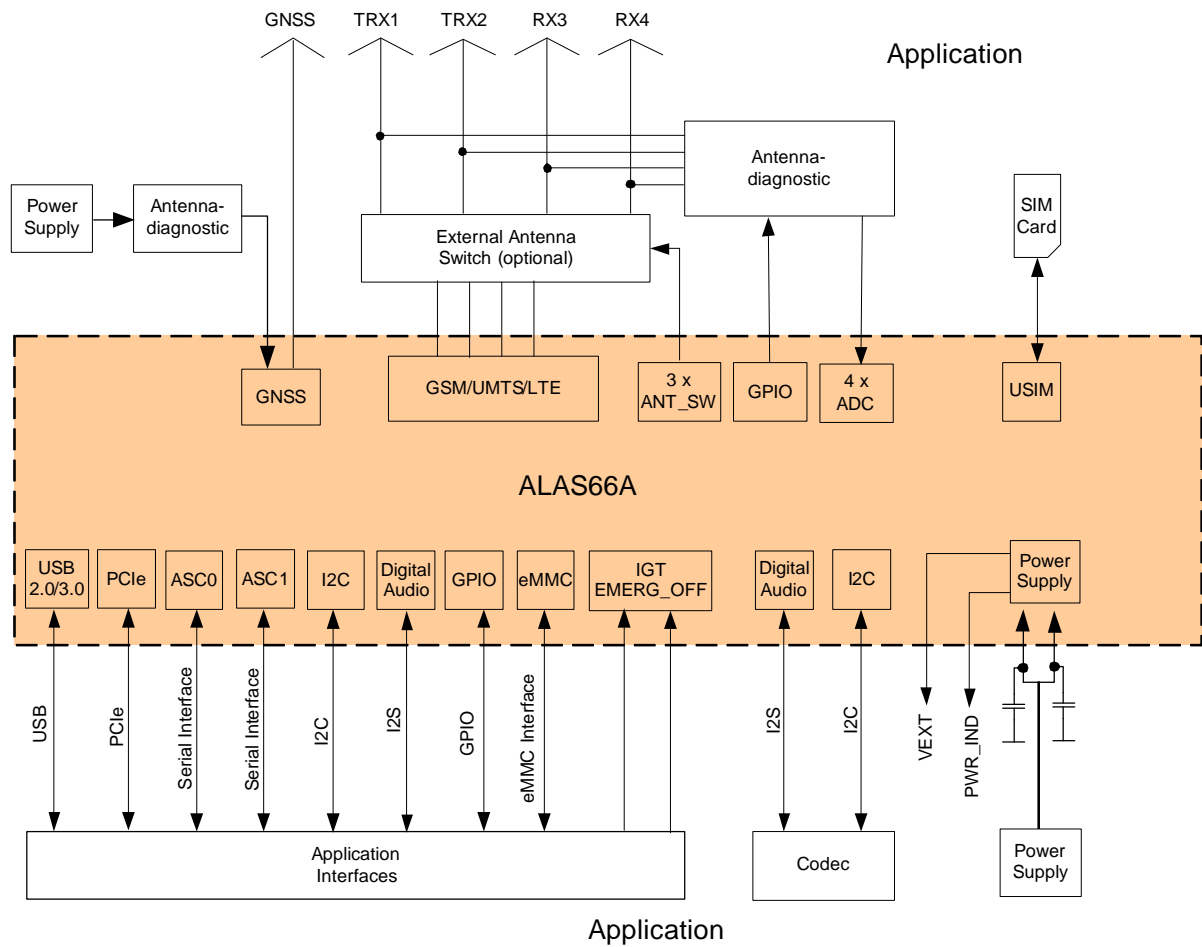 GNSS TRX1 TRX2 RX3 RX4
Application
Antenna-
diagnostic
Power
Supply
Antenna-
diagnostic
External Antenna
Switch (optional)
SIM
Card
GNSS
GSM/UMTS/LTE
3 x
ANT_SW
GPIO
4 x
ADC
USIM
ALAS66A
USB
2.0/3.0
PCIe
ASC0
ASC1
I2C
Digital
Audio
GPIO
eMMC
IGT
EMERG_OFF
Digital
Audio
I2C
Power
Supply
USB
PCIe
Serial Interface
Serial Interface
I2C
I2S
GPIO
eMMC Interface
I2S
I2C
VEXT
PWR_IND
Application
Interfaces
Codec
Power
Supply
Application